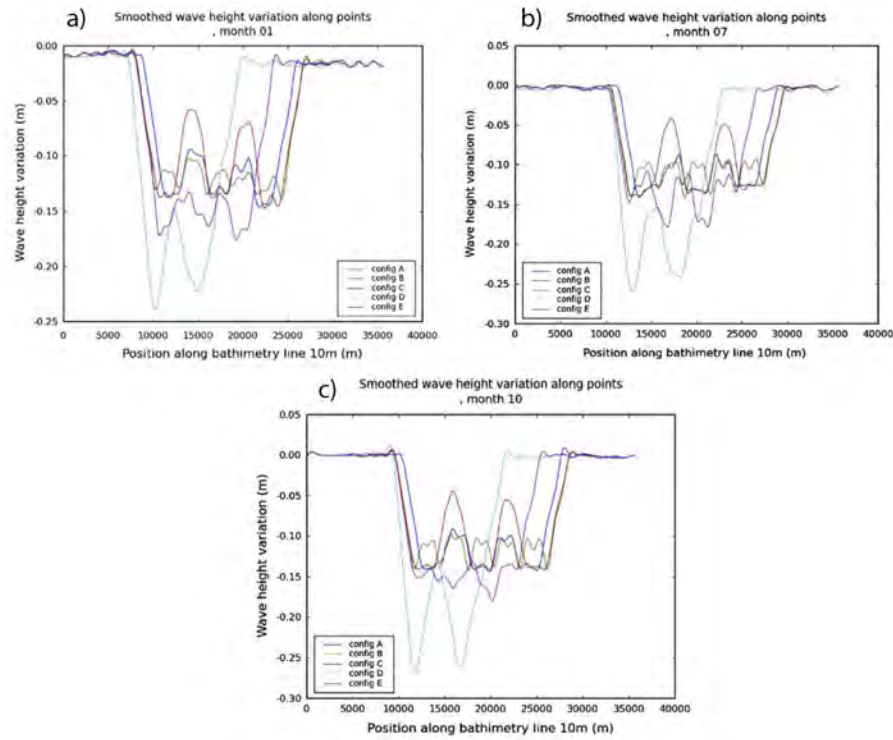 a)
Smoothed wave height variation along points
, month 01
0.00
-0.05
-0.10
-0.15
-0.20
-0.25
Wave height variation (m)
config A
config B
config C
config D
config E
0 5000 10000 15000 20000 25000 30000 35000 40000
Position along bathimetry line 10m (m)
b)
Smoothed wave height variation along points
, month 07
0.05
0.00
-0.05
-0.10
-0.15
-0.20
-0.25
-0.30
Wave height variation (m)
config A
config B
config C
config D
config E
0 5000 10000 15000 20000 25000 30000 35000 40000
Position along bathimetry line 10m (m)
c)
Smoothed wave height variation along points
, month 10
0.05
0.00
-0.05
-0.10
-0.15
-0.20
-0.25
-0.30
Wave height variation (m)
config A
config B
config C
config D
config E
0 5000 10000 15000 20000 25000 30000 35000 40000
Position along bathimetry line 10m (m)